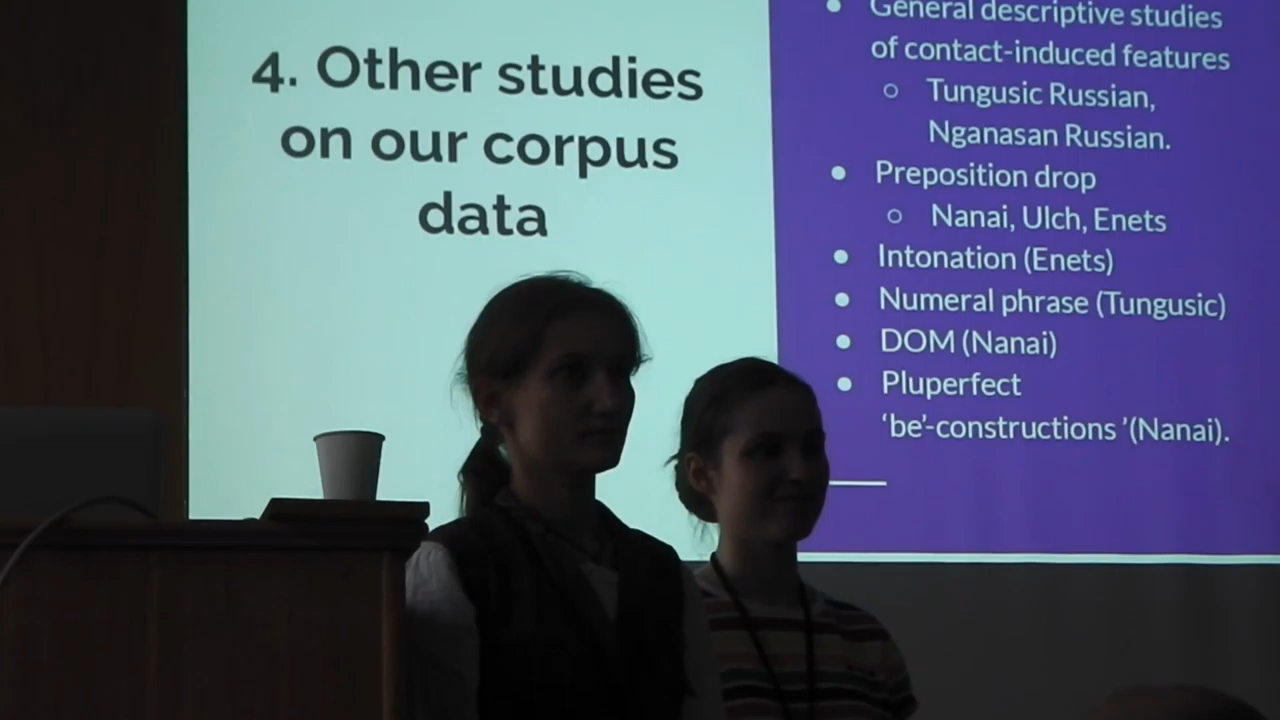 4. Other studies
on our corpus
data
● General descriptive studies
of contact-induced features
○ Tungusic Russian,
Nganasan Russian.
● Preposition drop
○ Nanai, Ulch, Enets
● Intonation (Enets)
● Numeral phrase (Tungusic)
● DOM (Nanai)
● Pluperfect
‘be’-constructions ’(Nanai).